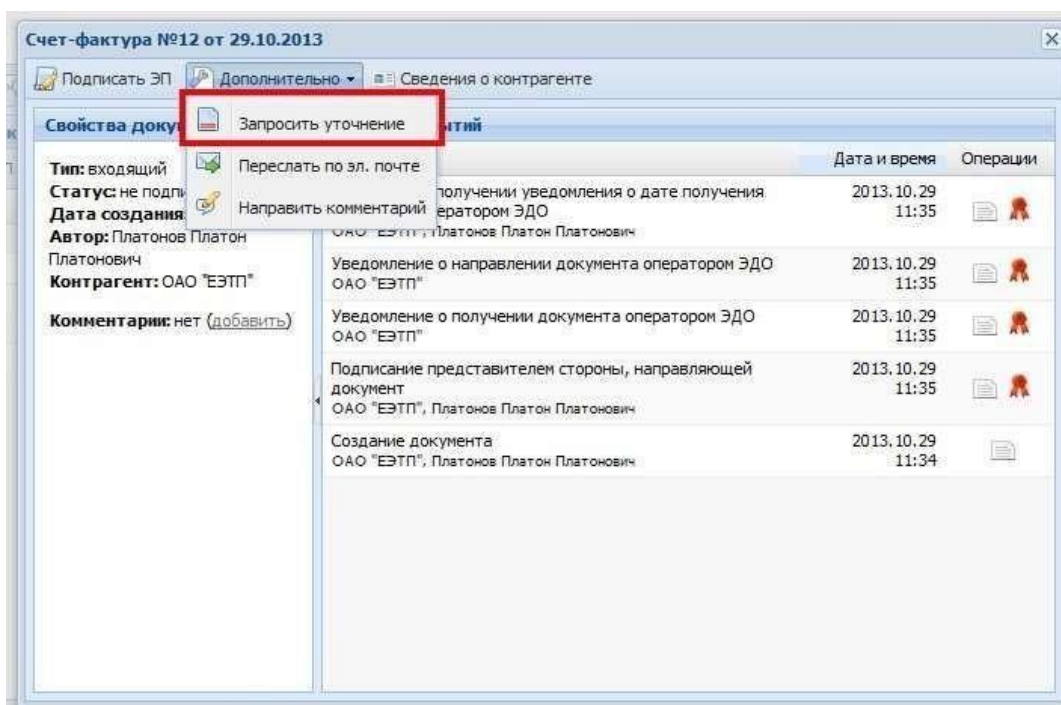 Счет-фактура №12 от 29.10.2013
Подписать ЭП Дополнительно Сведения о контрагенте
Запросить уточнение
Переслать по эл. почте
Направить комментарий
Свойства
Тип: входящий
Статус: не
Дата создания
Автор: Платонов Платон
Платонович
Контрагент: ОАО "ЕЭТП"
Комментарии: нет (добавить)
Дата и время Операции
получении уведомления о дате получения
ОАО "ЕЭТП", Платонов Платон Платонович
2013.10.29
11:35
Уведомление о направлении документа оператором ЭДО
ОАО "ЕЭТП"
2013.10.29
11:35
Уведомление о получении документа оператором ЭДО
ОАО "ЕЭТП"
2013.10.29
11:35
Подписание представителем стороны, направляющей
документ
ОАО "ЕЭТП", Платонов Платон Платонович
2013.10.29
11:35
Создание документа
ОАО "ЕЭТП", Платонов Платон Платонович
2013.10.29
11:34